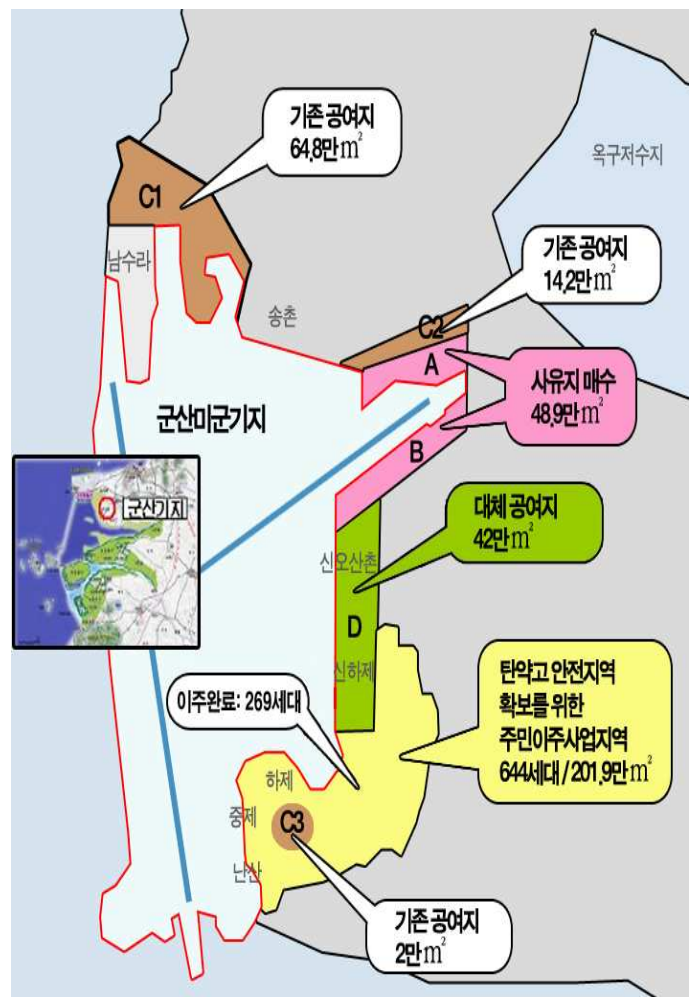 기존 공여지
64.8만㎡
C1
옥구저수지
남수라
기존 공여지
14.2만㎡
송촌
C2
A
사유지 매수
48.9만㎡
군산미군기지
B
군산기지
대체 공여지
42만㎡
신오산촌
D
신하제
탄약고 안전지역
확보를 위한
주민이주사업지역
644세대 / 201.9만㎡
이주완료: 269세대
하제
중제
C3
난산
기존 공여지
2만㎡